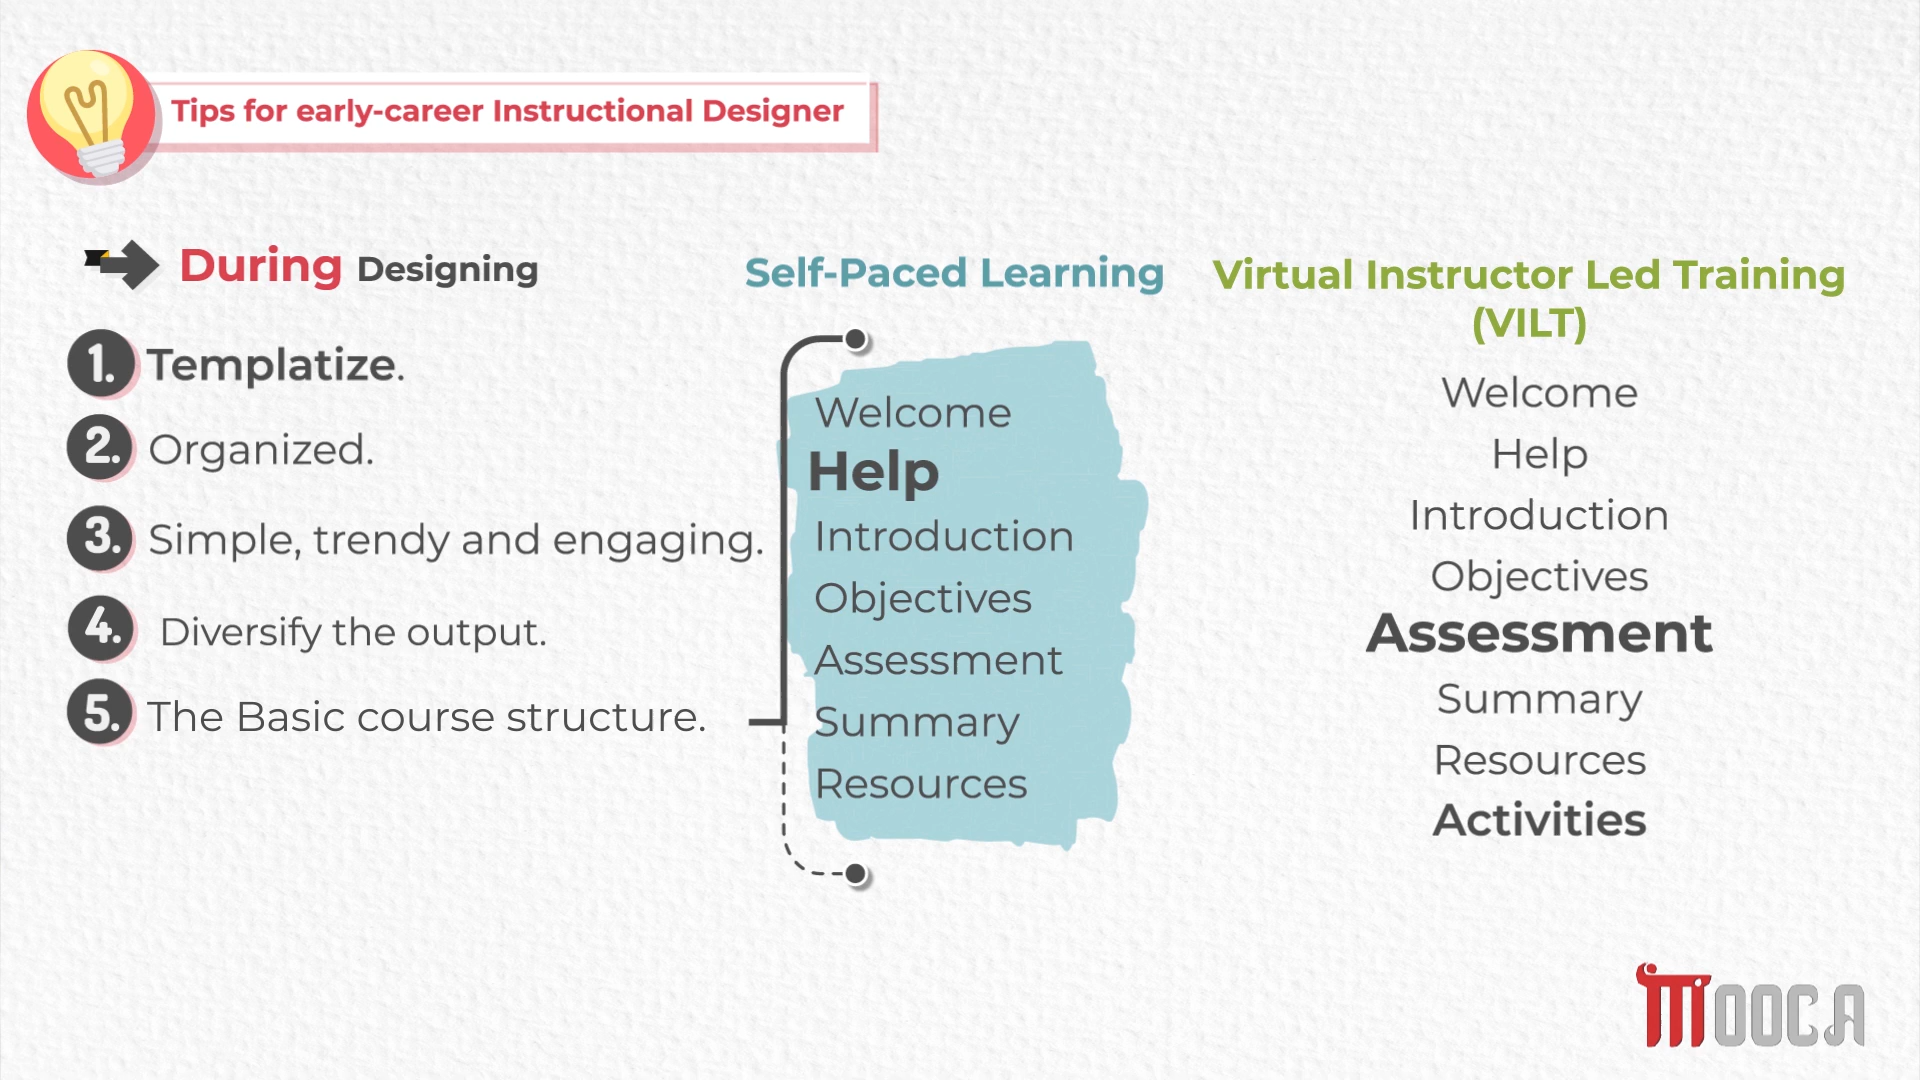 Tips for early-career Instructional Designer
During Designing
1. Templatize.
2. Organized.
3. Simple, trendy and engaging.
4. Diversify the output.
5. The Basic course structure.
Self-Paced Learning
Welcome
Help
Introduction
Objectives
Assessment
Summary
Resources
Virtual Instructor Led Training
(VILT)
Welcome
Help
Introduction
Objectives
Assessment
Summary
Resources
Activities
MOOCA